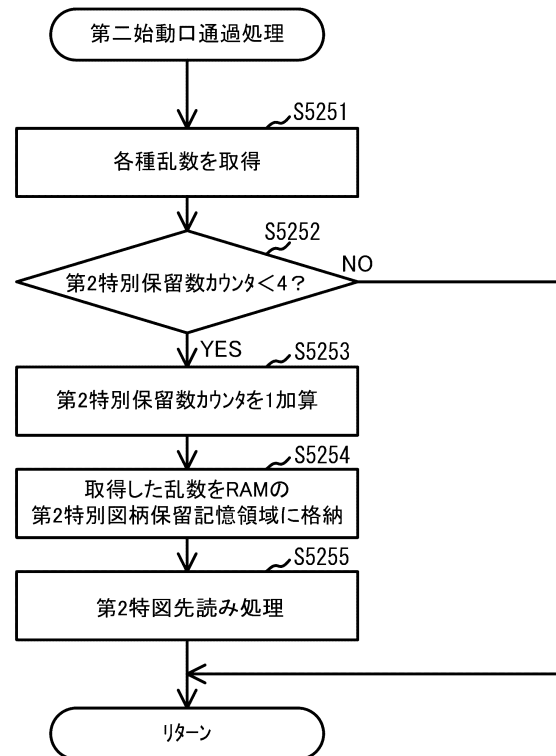 第二始動口通過処理
S5251
各種乱数を取得
S5252
第2特別保留数カウンタ<4?
NO
YES
S5253
第2特別保留数カウンタを1加算
S5254
取得した乱数をRAMの
第2特別図柄保留記憶領域に格納
S5255
第2特図先読み処理
リターン